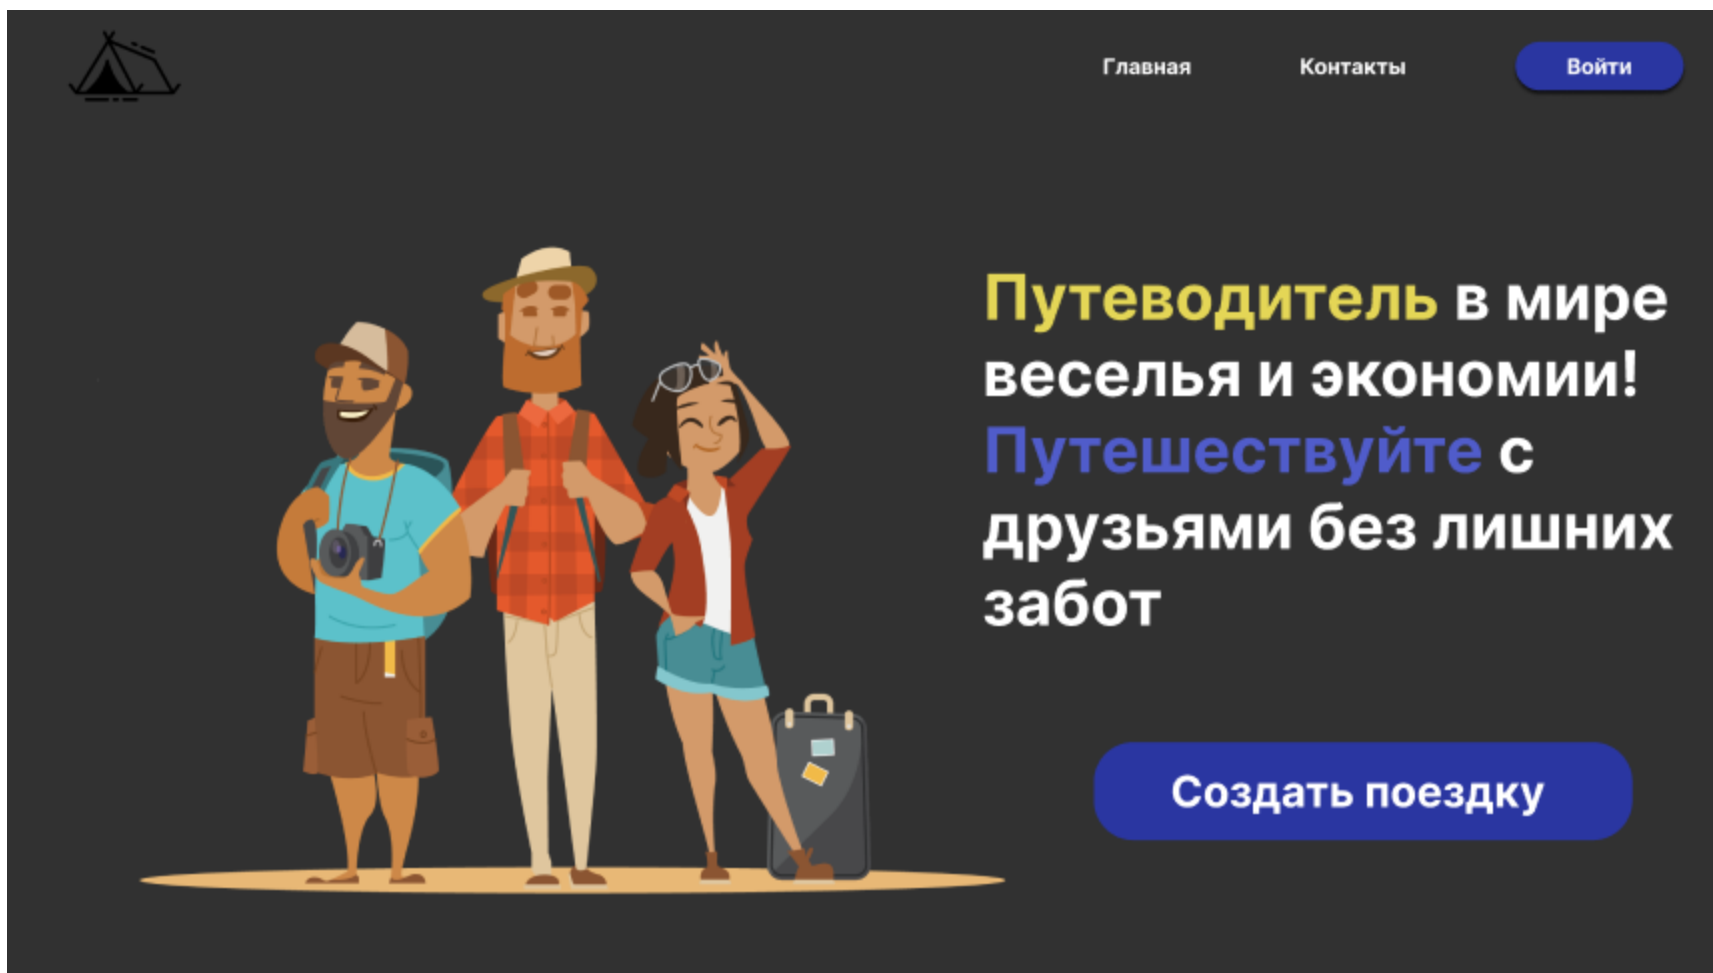 Главная
Контакты
Войти
Путеводитель в мире
веселья и экономии!
Путешествуйте с
друзьями без лишних
забот
Создать поездку